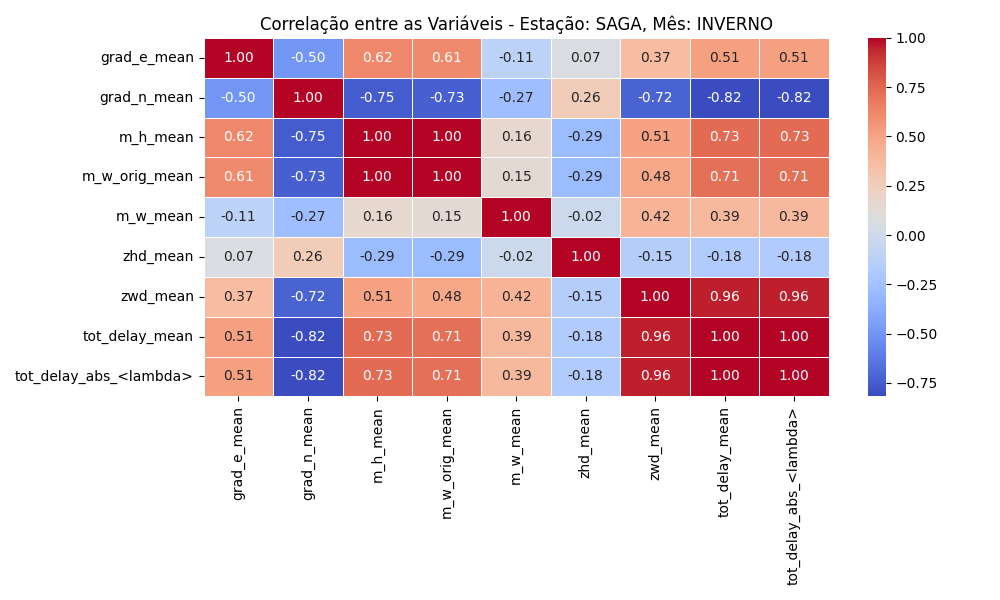 Correlação entre as Variáveis - Estação: SAGA, Mês: INVERNO
grad_e_mean 1.00 -0.50 0.62 0.61 -0.11 0.07 0.37 0.51 0.51
grad_n_mean -0.50 1.00 -0.75 -0.73 -0.27 0.26 -0.72 -0.82 -0.82
m_h_mean 0.62 -0.75 1.00 1.00 0.16 -0.29 0.51 0.73 0.73
m_w_orig_mean 0.61 -0.73 1.00 1.00 0.15 -0.29 0.48 0.71 0.71
m_w_mean -0.11 -0.27 0.16 0.15 1.00 -0.02 0.42 0.39 0.39
zhd_mean 0.07 0.26 -0.29 -0.29 -0.02 1.00 -0.15 -0.18 -0.18
zwd_mean 0.37 -0.72 0.51 0.48 0.42 -0.15 1.00 0.96 0.96
tot_delay_mean 0.51 -0.82 0.73 0.71 0.39 -0.18 0.96 1.00 1.00
tot_delay_abs_<lambda> 0.51 -0.82 0.73 0.71 0.39 -0.18 0.96 1.00 1.00
grad_e_mean
grad_n_mean
m_h_mean
m_w_orig_mean
m_w_mean
zhd_mean
zwd_mean
tot_delay_mean
tot_delay_abs_<lambda>
1.00
0.75
0.50
0.25
0.00
−0.25
−0.50
−0.75